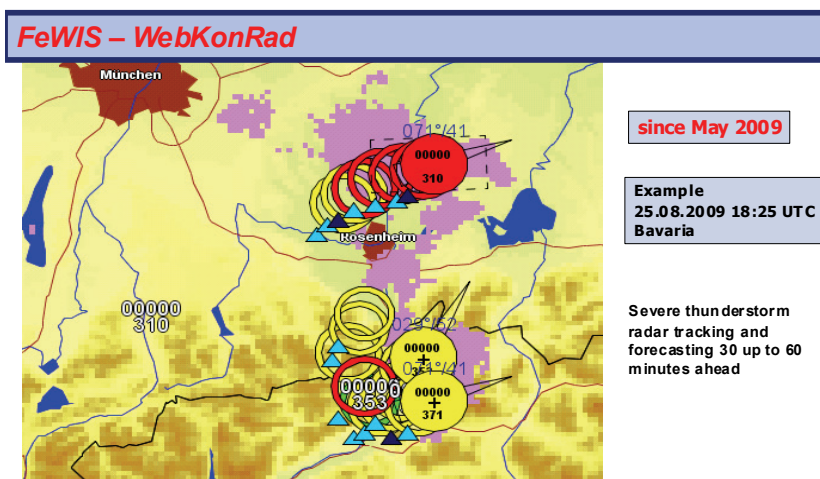 FeWIS – WebKonRad
München
071°/41
00000
310
Rosenheim
00000
310
029°/52
00000
00000
353
00000
371
since May 2009
Example
25.08.2009 18:25 UTC
Bavaria
Severe thunderstorm
radar tracking and
forecasting 30 up to 60
minutes ahead